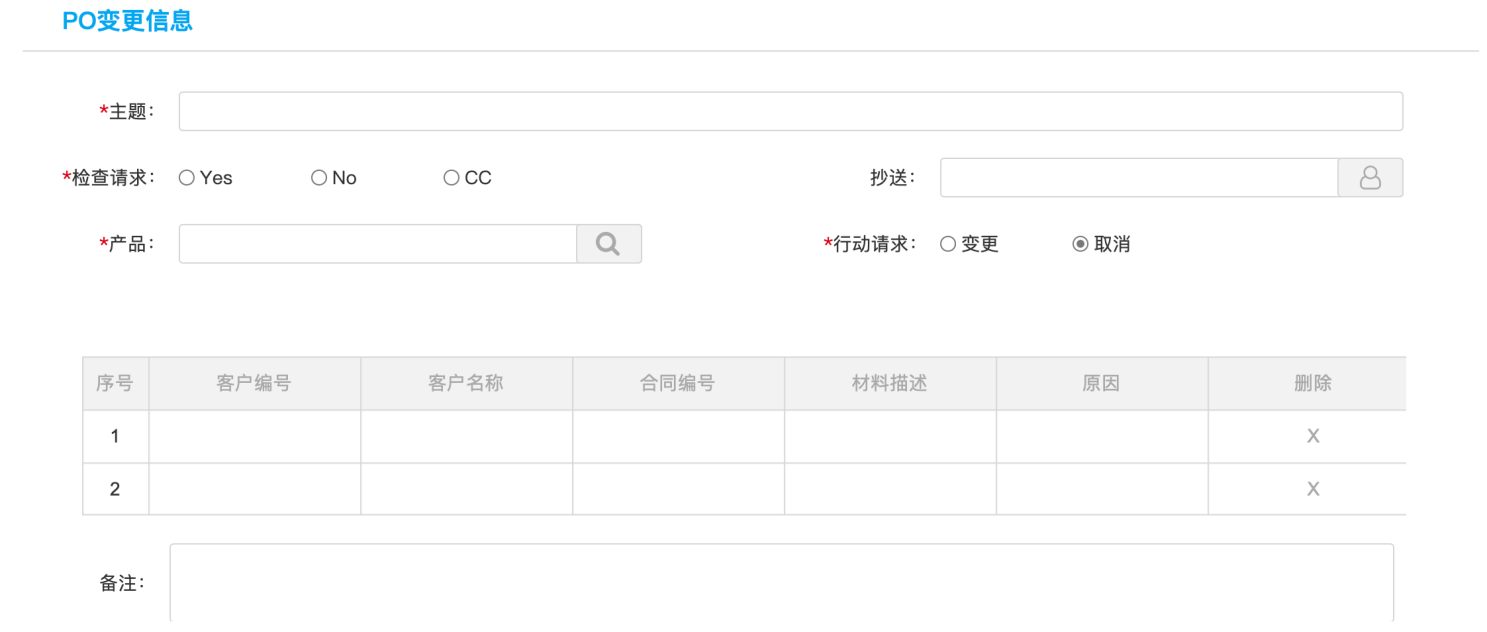 PO变更信息
*主题：
*检查请求： Yes No CC 抄送：
*产品： *行动请求： 变更 取消
序号 客户编号 客户名称 合同编号 材料描述 原因 删除
1 X
2 X
备注：